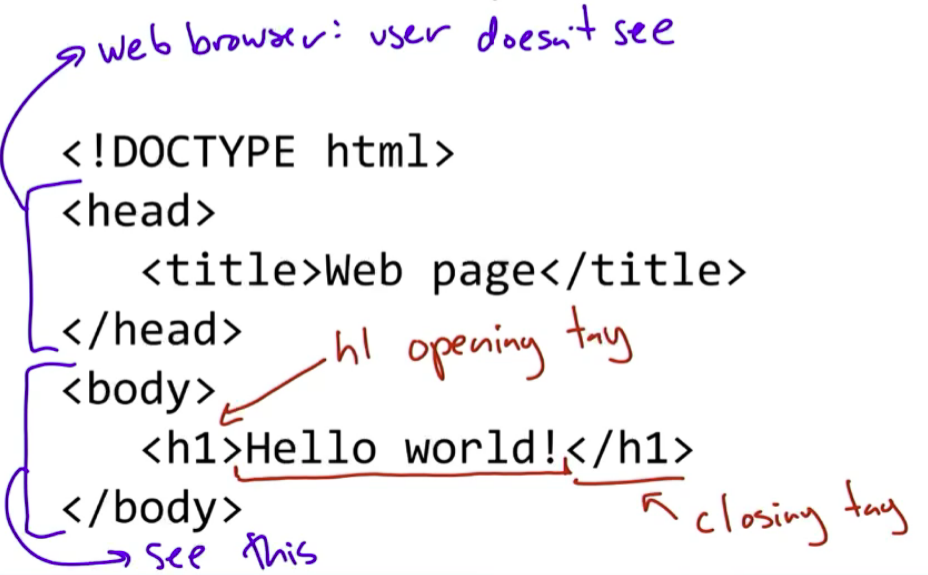 web browser: user doesn't see
<!DOCTYPE html>
<head>
<title>Web page</title>
</head>
h1 opening tag
<body>
<h1>Hello world!</h1>
</body>
closing tag
see this